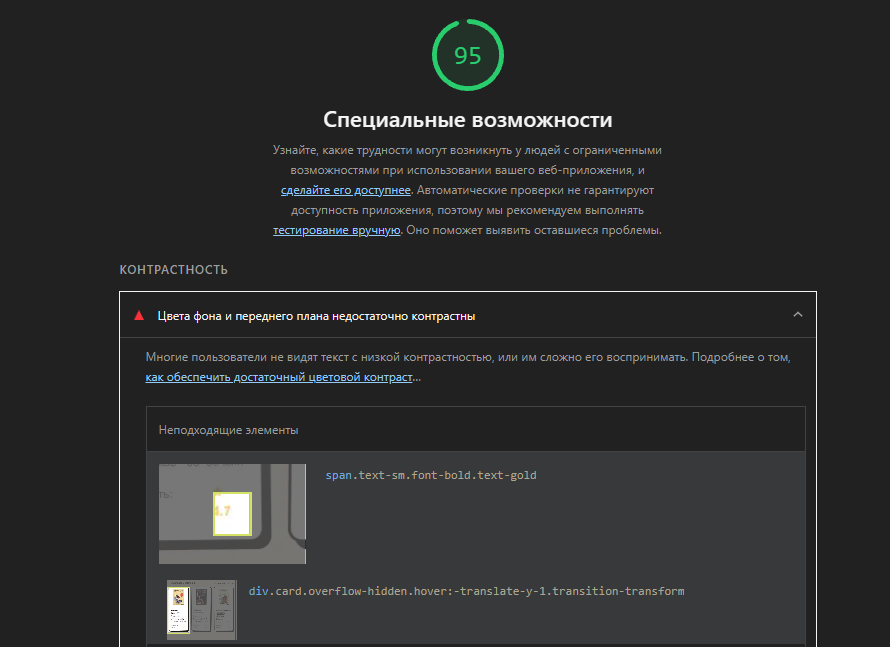 95
Специальные возможности
Узнайте, какие трудности могут возникнуть у людей с ограниченными
возможностями при использовании вашего веб-приложения, и
сделайте его доступнее. Автоматические проверки не гарантируют
доступность приложения, поэтому мы рекомендуем выполнять
тестирование вручную. Оно поможет выявить оставшиеся проблемы.
КОНТРАСТНОСТЬ
Цвета фона и переднего плана недостаточно контрастны
Многие пользователи не видят текст с низкой контрастностью, или им сложно его воспринимать. Подробнее о том,
как обеспечить достаточный цветовой контраст...
Неподходящие элементы
span.text-sm.font-bold.text-gold
4.7
div.card.overflow-hidden.hover:-translate-y-1.transition-transform